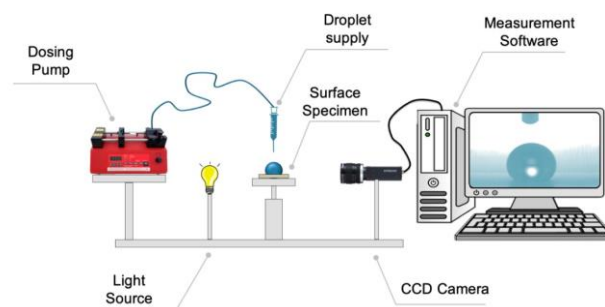 Droplet
supply
Measurement
Software
Dosing
Pump
Surface
Specimen
Light
Source
CCD Camera